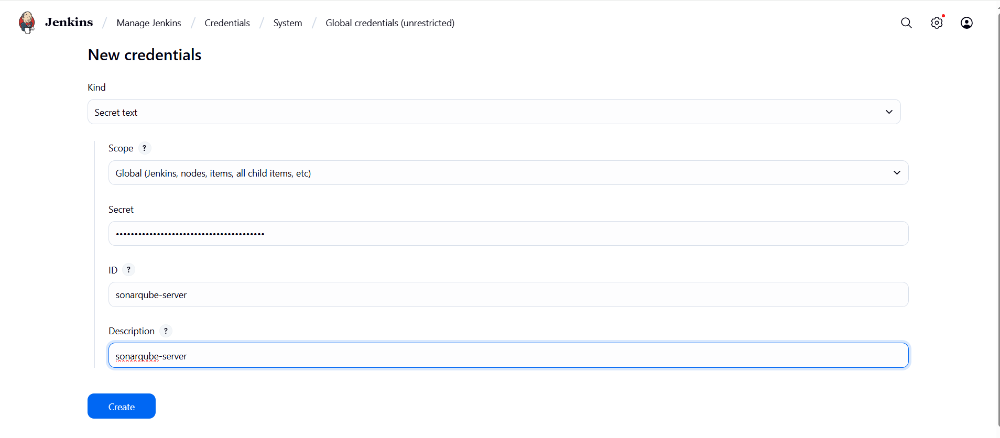 Jenkins / Manage Jenkins / Credentials / System / Global credentials (unrestricted)
New credentials
Kind
Secret text
Scope ?
Global (Jenkins, nodes, items, all child items, etc)
Secret
••••••••••••••••••••••••••••••••••••••••
ID ?
sonarqube-server
Description ?
sonarqube-server
Create